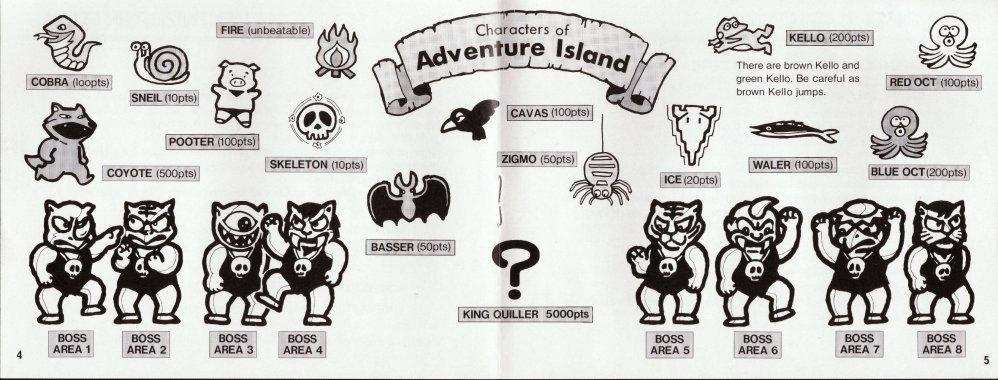 Characters of
Adventure Island
COBRA (loopts)
SNEIL (10pts)
FIRE (unbeatable)
POOTER (100pts)
COYOTE (500pts)
SKELETON (10pts)
BASSER (50pts)
CAVAS (100pts)
ZIGMO (50pts)
ICE (20pts)
KELLO (200pts)
There are brown Kello and
green Kello. Be careful as
brown Kello jumps.
WALER (100pts)
RED OCT (100pts)
BLUE OCT(200pts)
?
KING QUILLER 5000pts
BOSS
AREA 1
BOSS
AREA 2
BOSS
AREA 3
BOSS
AREA 4
BOSS
AREA 5
BOSS
AREA 6
BOSS
AREA 7
BOSS
AREA 8
4
5